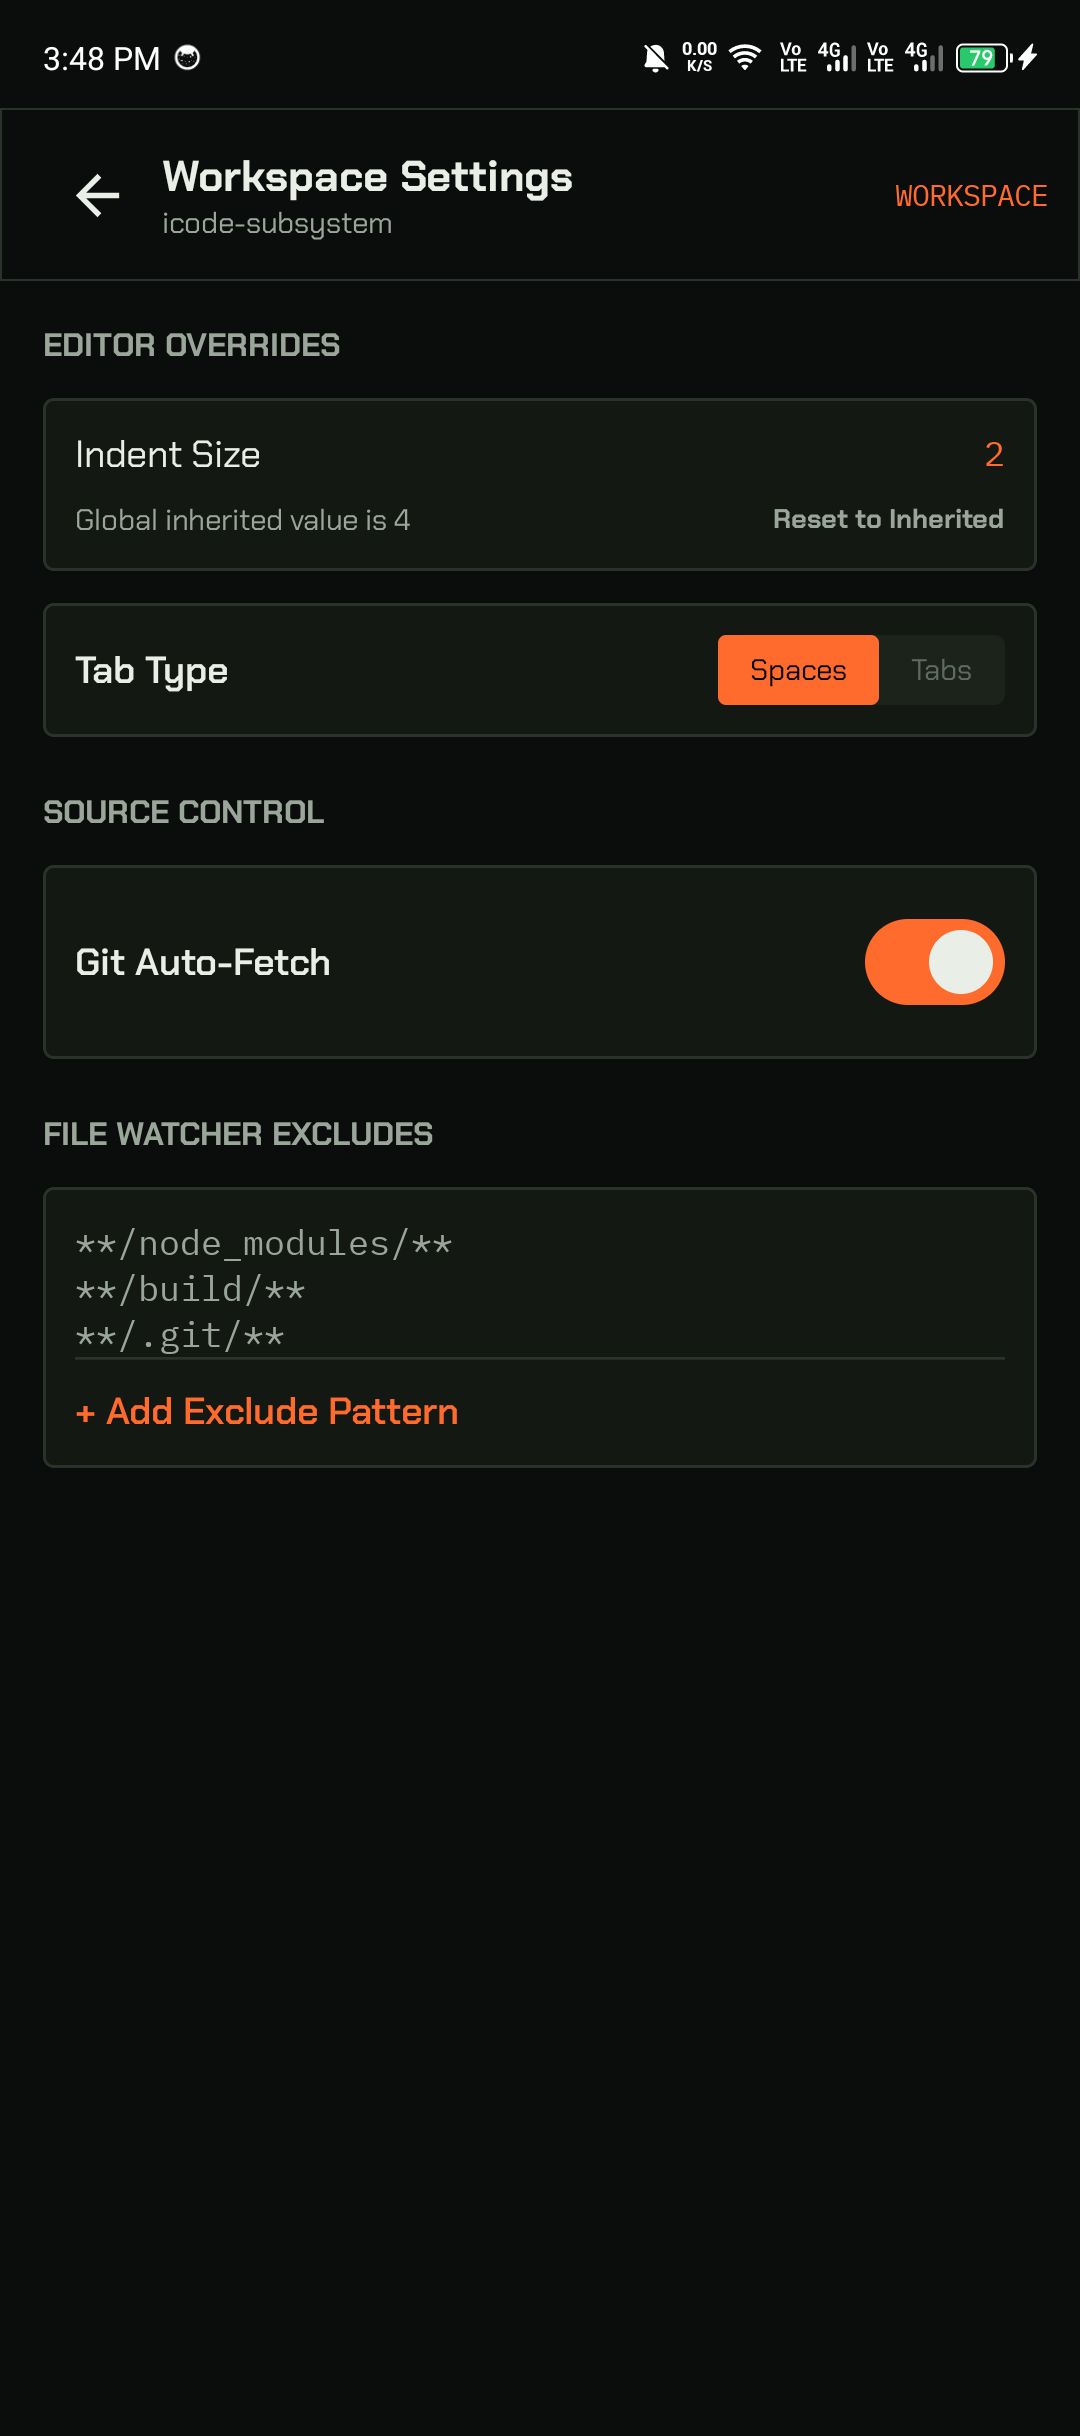 3:48 PM
0.00 K/S
Vo LTE 4G
Vo LTE 4G
79
Workspace Settings
icode-subsystem
WORKSPACE
EDITOR OVERRIDES
Indent Size
2
Global inherited value is 4
Reset to Inherited
Tab Type
Spaces
Tabs
SOURCE CONTROL
Git Auto-Fetch
FILE WATCHER EXCLUDES
**/node_modules/**
**/build/**
**/.git/**
+ Add Exclude Pattern